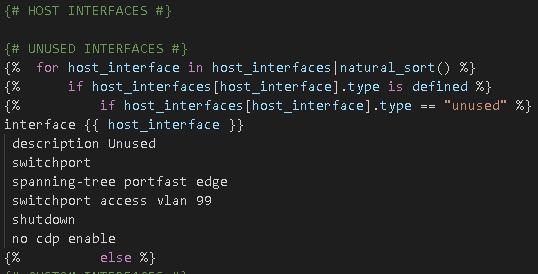 {# HOST INTERFACES #}
{# UNUSED INTERFACES #}
{%  for host_interface in host_interfaces|natural_sort() %}
{%      if host_interfaces[host_interface].type is defined %}
{%          if host_interfaces[host_interface].type == "unused" %}
interface {{ host_interface }}
 description Unused
 switchport
 spanning-tree portfast edge
 switchport access vlan 99
 shutdown
 no cdp enable
{%          else %}
{# CUSTOM INTERFACES #}